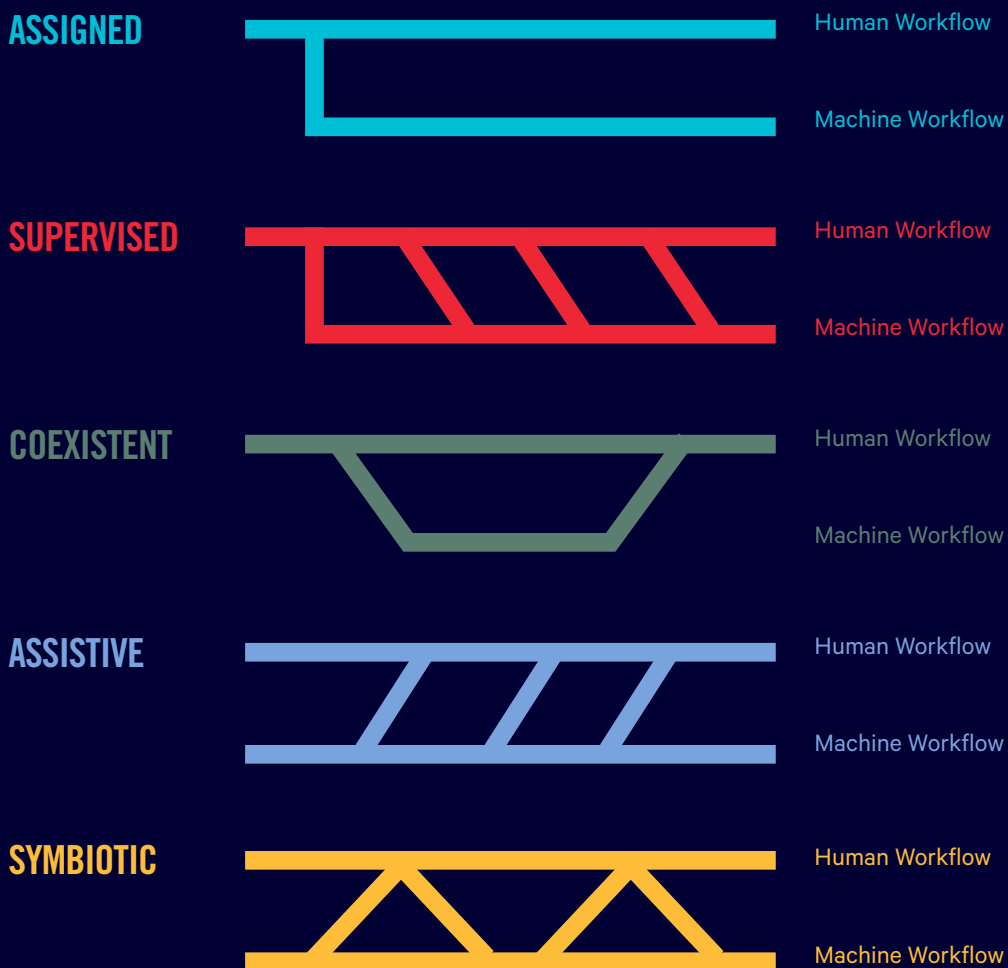 ASSIGNED
Human Workflow
Machine Workflow
SUPERVISED
Human Workflow
Machine Workflow
COEXISTENT
Human Workflow
Machine Workflow
ASSISTIVE
Human Workflow
Machine Workflow
SYMBIOTIC
Human Workflow
Machine Workflow